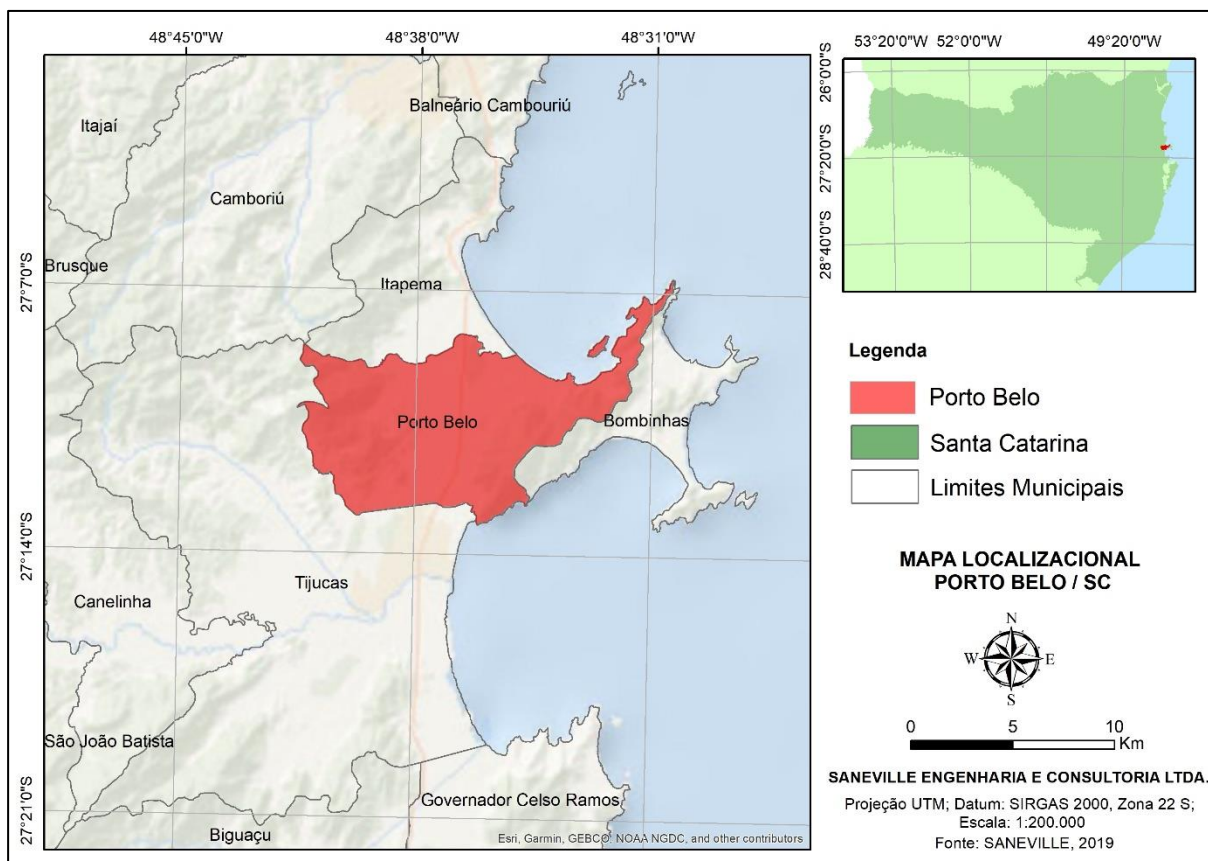 48°45'0"W 48°38'0"W 48°31'0"W
27°7'0"S
27°14'0"S
27°21'0"S
Balneário Cambouriú
Itajaí
Camboriú
Brusque
Itapema
Porto Belo
Bombinhas
Tijucas
Canelinha
São João Batista
Governador Celso Ramos
Biguaçu
Esri, Garmin, GEBCO, NOAA NGDC, and other contributors
53°20'0"W 52°0'0"W 49°20'0"W
26°0'0"S
27°20'0"S
28°40'0"S
Legenda
Porto Belo
Santa Catarina
Limites Municipais
MAPA LOCALIZACIONAL
PORTO BELO / SC
N
W E
S
0 5 10
Km
SANEVILLE ENGENHARIA E CONSULTORIA LTDA.
Projeção UTM; Datum: SIRGAS 2000, Zona 22 S;
Escala: 1:200.000
Fonte: SANEVILLE, 2019